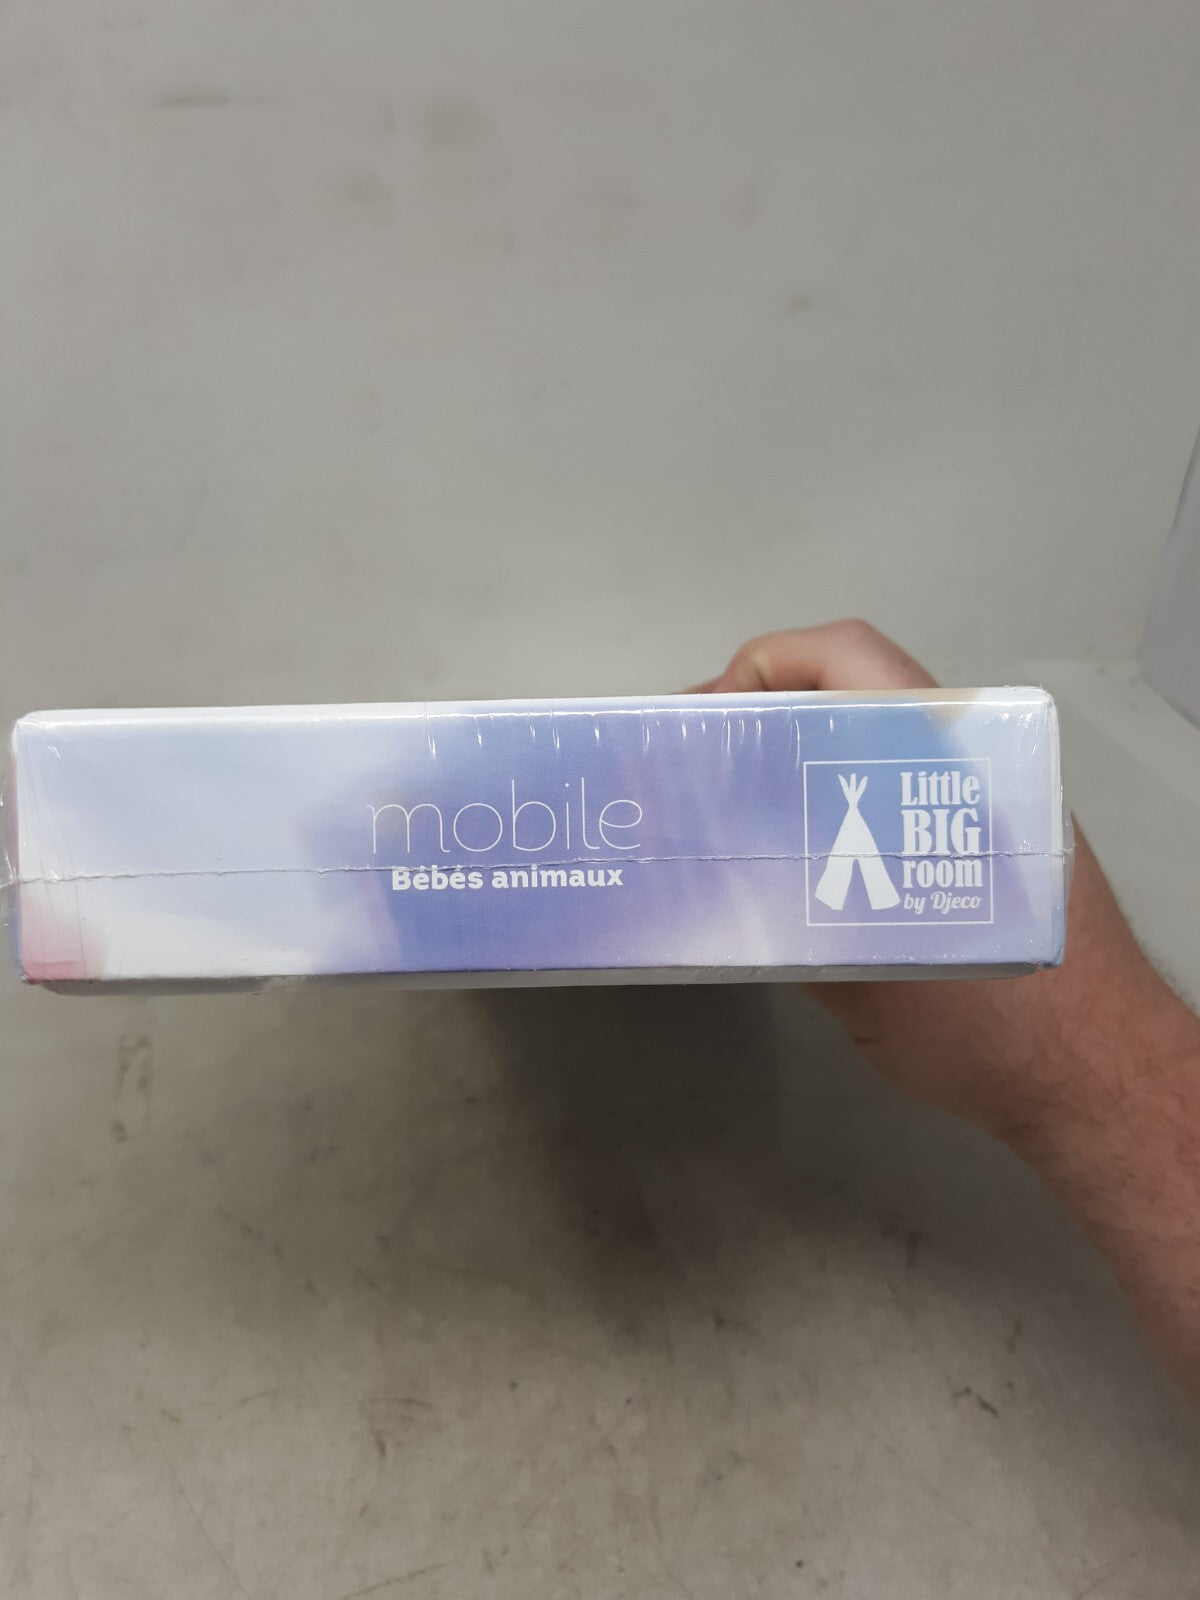 mobile
Bébés animaux
Little
BIG
room
by Djeco